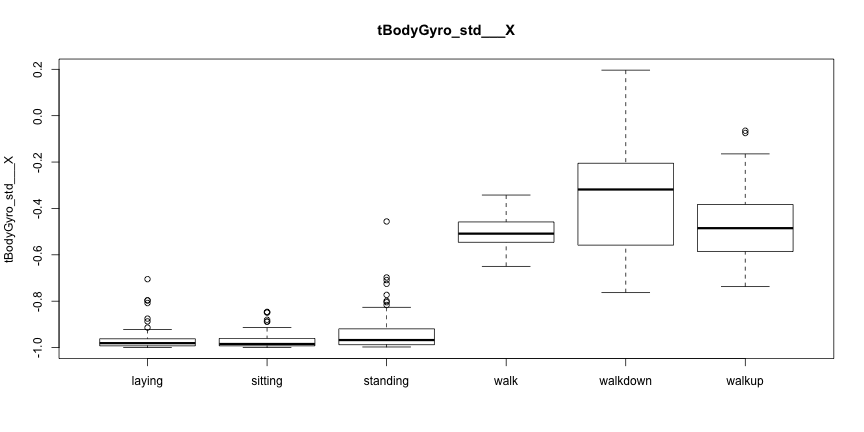 tBodyGyro_std___X
tBodyGyro_std___X
0.2
0.0
-0.2
-0.4
-0.6
-0.8
-1.0
laying sitting standing walk walkdown walkup